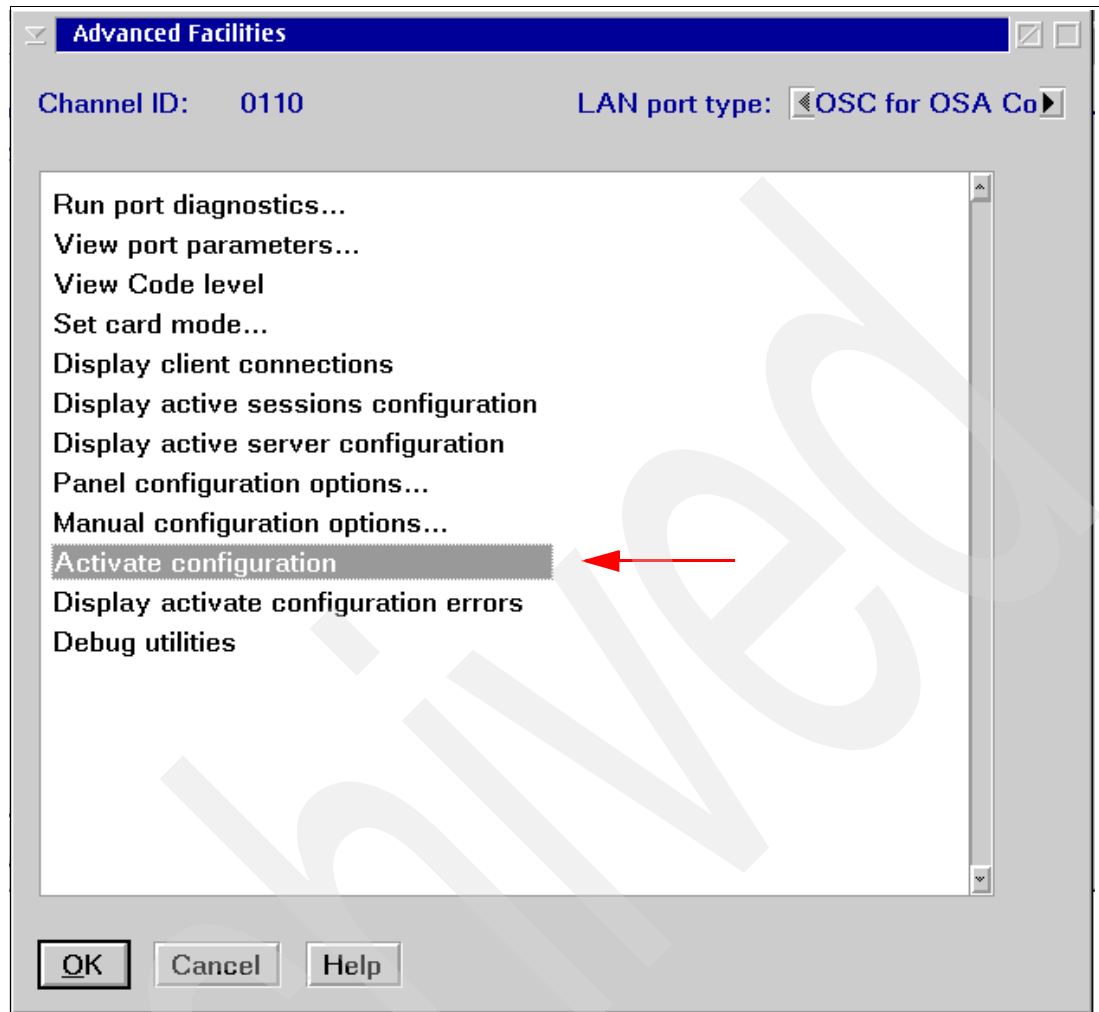 Advanced Facilities
Channel ID: 0110 LAN port type: OSC for OSA Co
Run port diagnostics...
View port parameters...
View Code level
Set card mode...
Display client connections
Display active sessions configuration
Display active server configuration
Panel configuration options...
Manual configuration options...
Activate configuration
Display activate configuration errors
Debug utilities
OK Cancel Help
hived